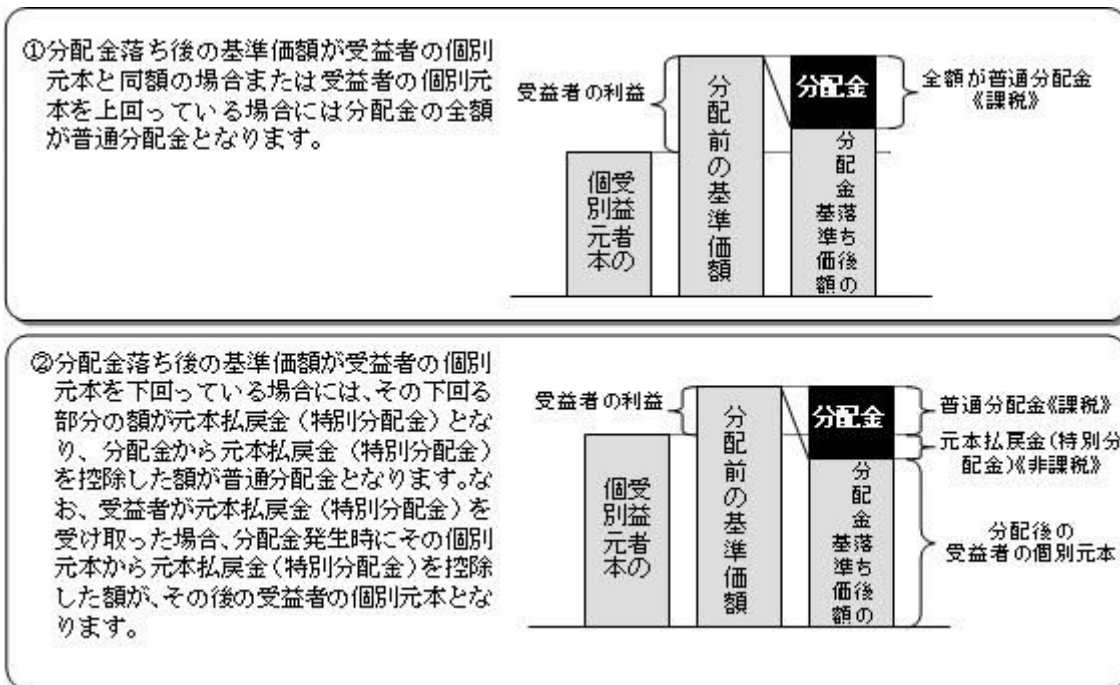 ①分配金落ち後の基準価額が受益者の個別
元本と同額の場合または受益者の個別元
本を上回っている場合には分配金の全額
が普通分配金となります。
受益者の利益
受益者の
個別元本
分配前の基準価額
分配金
分配金落ち後の
基準価額
全額が普通分配金
《課税》
②分配金落ち後の基準価額が受益者の個別
元本を下回っている場合には、その下回る
部分の額が元本払戻金（特別分配金）とな
り、分配金から元本払戻金（特別分配金）
を控除した額が普通分配金となります。な
お、受益者が元本払戻金（特別分配金）を
受け取った場合、分配金発生時にその個別
元本から元本払戻金（特別分配金）を控除
した額が、その後の受益者の個別元本とな
ります。
受益者の利益
受益者の
個別元本
分配前の基準価額
分配金
分配金落ち後の
基準価額
普通分配金《課税》
元本払戻金（特別分
配金）《非課税》
分配後の
受益者の個別元本